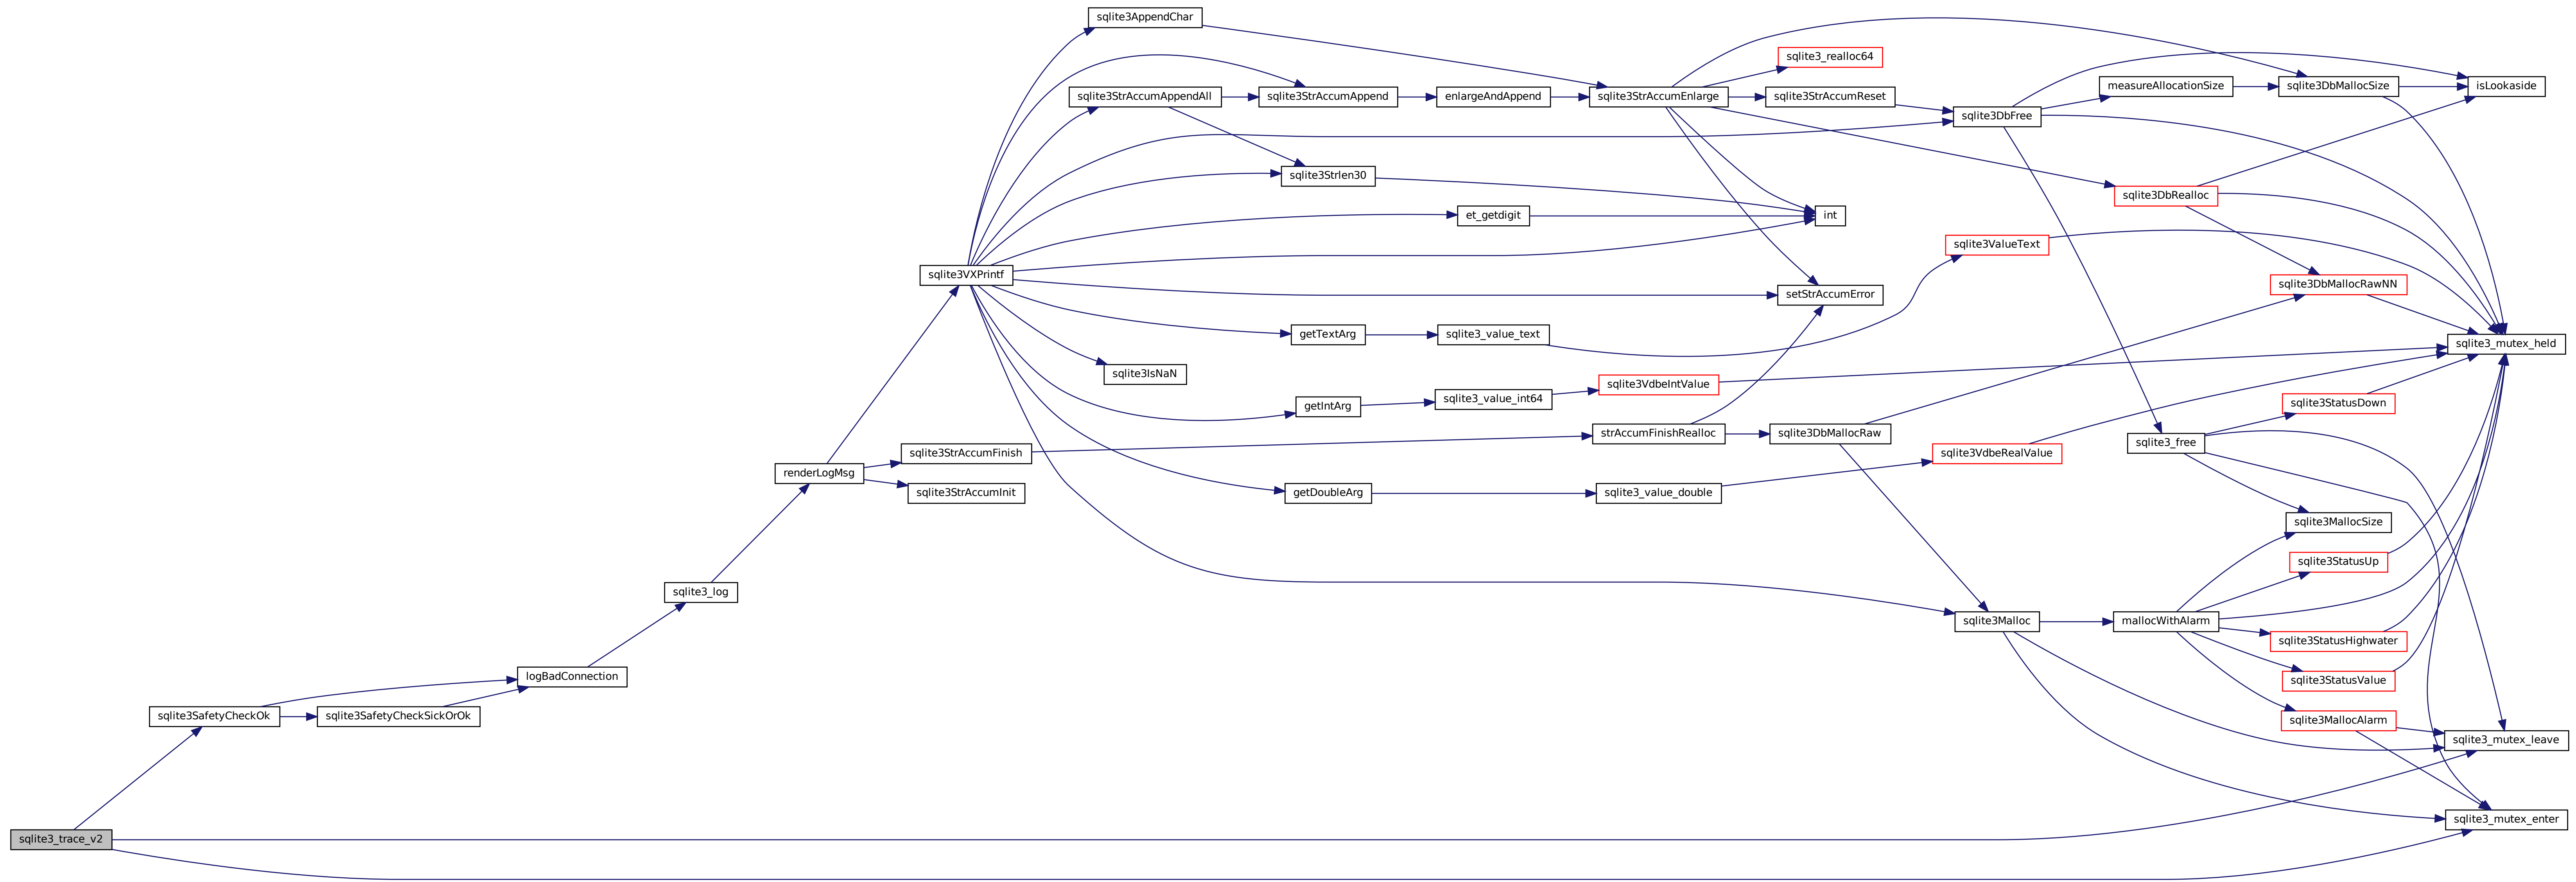 sqlite3AppendChar
sqlite3_realloc64
sqlite3StrAccumAppendAll
sqlite3StrAccumAppend
enlargeAndAppend
sqlite3StrAccumEnlarge
sqlite3StrAccumReset
sqlite3DbFree
measureAllocationSize
sqlite3DbMallocSize
isLookaside
sqlite3Strlen30
sqlite3DbRealloc
et_getdigit
int
sqlite3ValueText
sqlite3VXPrintf
setStrAccumError
sqlite3DbMallocRawNN
getTextArg
sqlite3_value_text
sqlite3_mutex_held
sqlite3IsNaN
sqlite3VdbeIntValue
getIntArg
sqlite3_value_int64
sqlite3StatusDown
strAccumFinishRealloc
sqlite3DbMallocRaw
sqlite3_free
sqlite3StrAccumFinish
sqlite3VdbeRealValue
renderLogMsg
sqlite3StrAccumInit
getDoubleArg
sqlite3_value_double
sqlite3MallocSize
sqlite3StatusUp
sqlite3_log
sqlite3Malloc
mallocWithAlarm
sqlite3StatusHighwater
logBadConnection
sqlite3StatusValue
sqlite3SafetyCheckOk
sqlite3SafetyCheckSickOrOk
sqlite3MallocAlarm
sqlite3_mutex_leave
sqlite3_trace_v2
sqlite3_mutex_enter